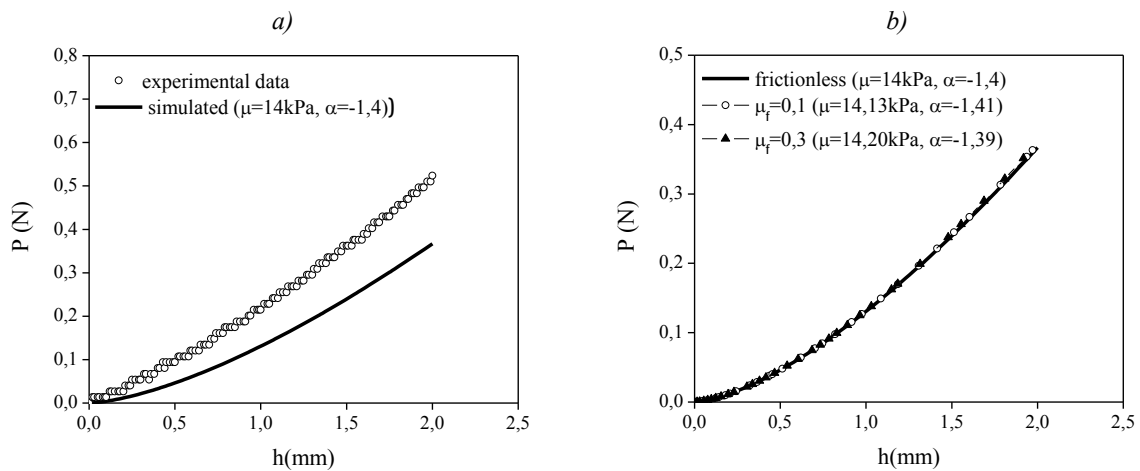 a)
0,8
0,7
0,6
0,5
0,4
0,3
0,2
0,1
0,0
P (N)
experimental data
simulated (μ=14kPa, α=-1,4)
0,0 0,5 1,0 1,5 2,0 2,5
h(mm)
b)
0,5
0,4
0,3
0,2
0,1
0,0
P (N)
frictionless (μ=14kPa, α=-1,4)
μf=0,1 (μ=14,13kPa, α=-1,41)
μf=0,3 (μ=14,20kPa, α=-1,39)
0,0 0,5 1,0 1,5 2,0 2,5
h(mm)